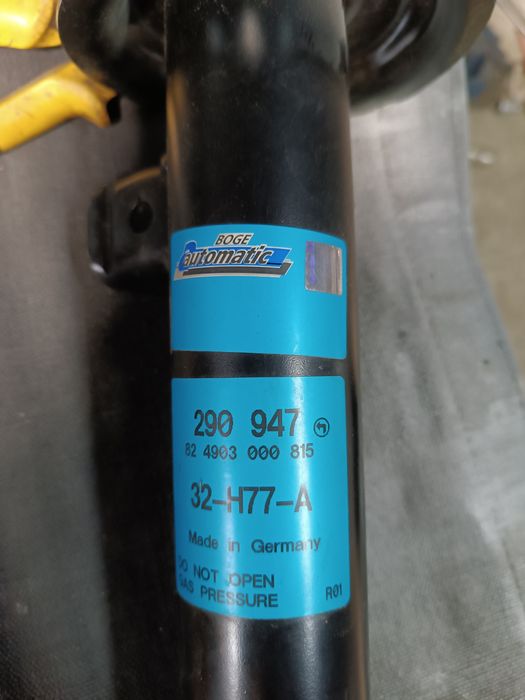 BOGE
automatic
290 947
82 4903 000 815
32-H77-A
Made in Germany
DO NOT OPEN
GAS PRESSURE
R01